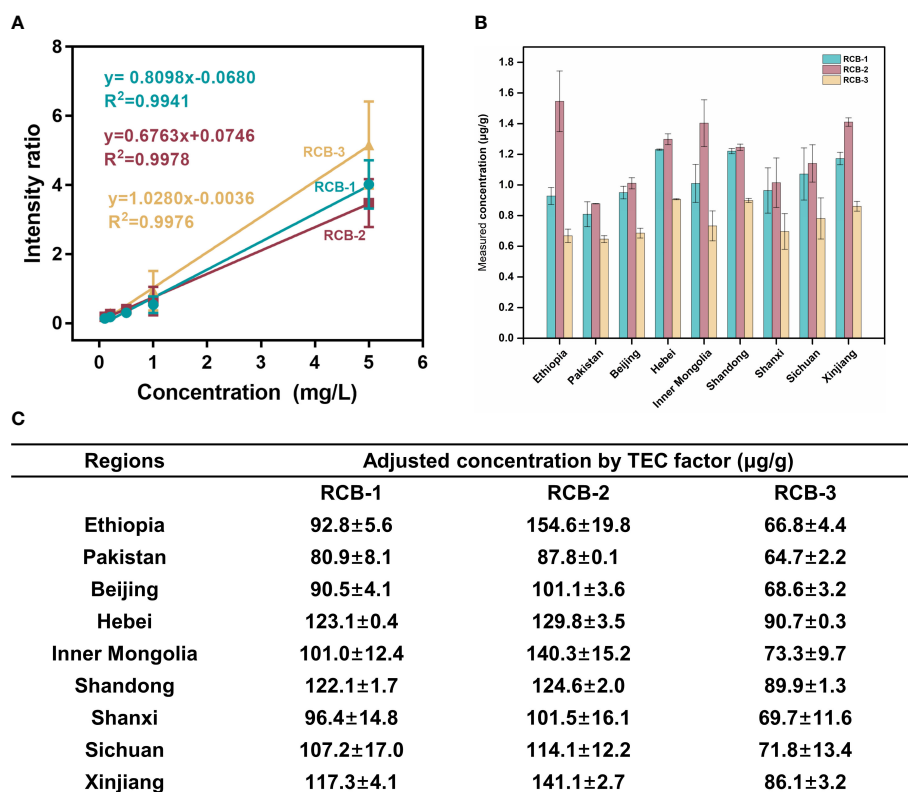 A
y= 0.8098x-0.0680
R²=0.9941
y=0.6763x+0.0746
R²=0.9978
y=1.0280x-0.0036
R²=0.9976
RCB-3
RCB-1
RCB-2
Intensity ratio
8
6
4
2
0
0 1 2 3 4 5 6
Concentration (mg/L)
B
RCB-1
RCB-2
RCB-3
Measured concentration (μg/g)
1.8
1.6
1.4
1.2
1.0
0.8
0.6
0.4
0.2
0.0
Ethiopia
Pakistan
Beijing
Hebei
Inner Mongolia
Shandong
Shanxi
Sichuan
Xinjiang
C
Regions Adjusted concentration by TEC factor (μg/g)
RCB-1 RCB-2 RCB-3
Ethiopia 92.8±5.6 154.6±19.8 66.8±4.4
Pakistan 80.9±8.1 87.8±0.1 64.7±2.2
Beijing 90.5±4.1 101.1±3.6 68.6±3.2
Hebei 123.1±0.4 129.8±3.5 90.7±0.3
Inner Mongolia 101.0±12.4 140.3±15.2 73.3±9.7
Shandong 122.1±1.7 124.6±2.0 89.9±1.3
Shanxi 96.4±14.8 101.5±16.1 69.7±11.6
Sichuan 107.2±17.0 114.1±12.2 71.8±13.4
Xinjiang 117.3±4.1 141.1±2.7 86.1±3.2